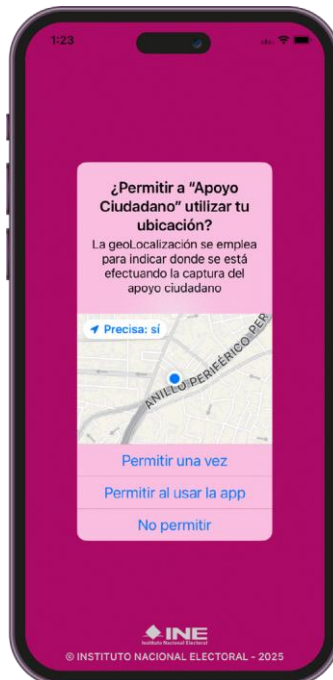 1:23
¿Permitir a “Apoyo
Ciudadano” utilizar tu
ubicación?
La geoLocalización se emplea
para indicar donde se está
efectuando la captura del
apoyo ciudadano
Precisa: sí
ANILLO PERIFÉRICO PER
Permitir una vez
Permitir al usar la app
No permitir
INE
Instituto Nacional Electoral
© INSTITUTO NACIONAL ELECTORAL - 2025